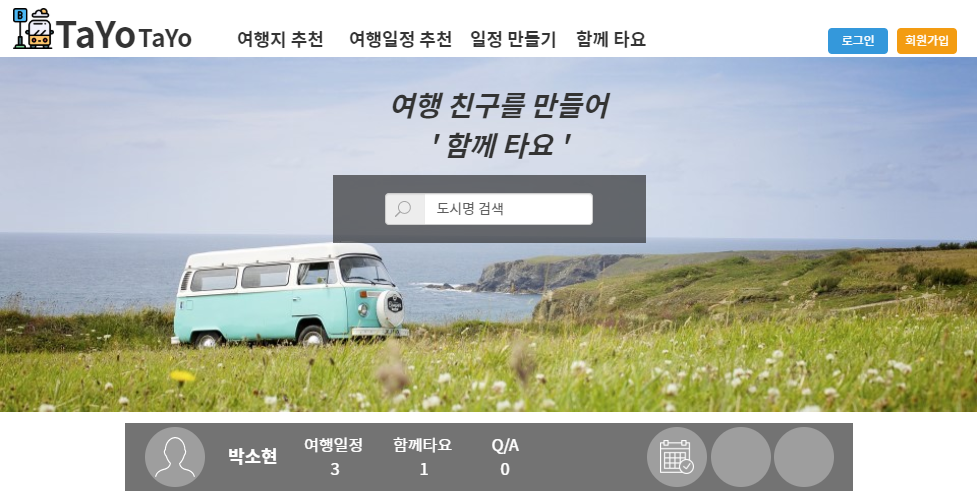 B
TaYo TaYo
여행지 추천 여행일정 추천 일정 만들기 함께 타요
로그인 회원가입
여행 친구를 만들어
' 함께 타요 '
도시명 검색
박소현
여행일정 함께타요 Q/A
3 1 0